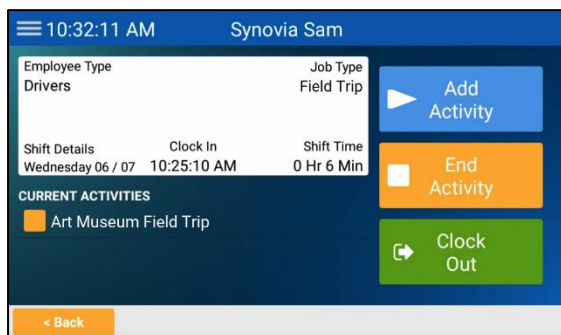 10:32:11 AM Synovia Sam
Employee Type Job Type
Drivers Field Trip
Add
Activity
Shift Details Clock In Shift Time
Wednesday 06 / 07 10:25:10 AM 0 Hr 6 Min
End
Activity
CURRENT ACTIVITIES
Art Museum Field Trip
Clock
Out
< Back